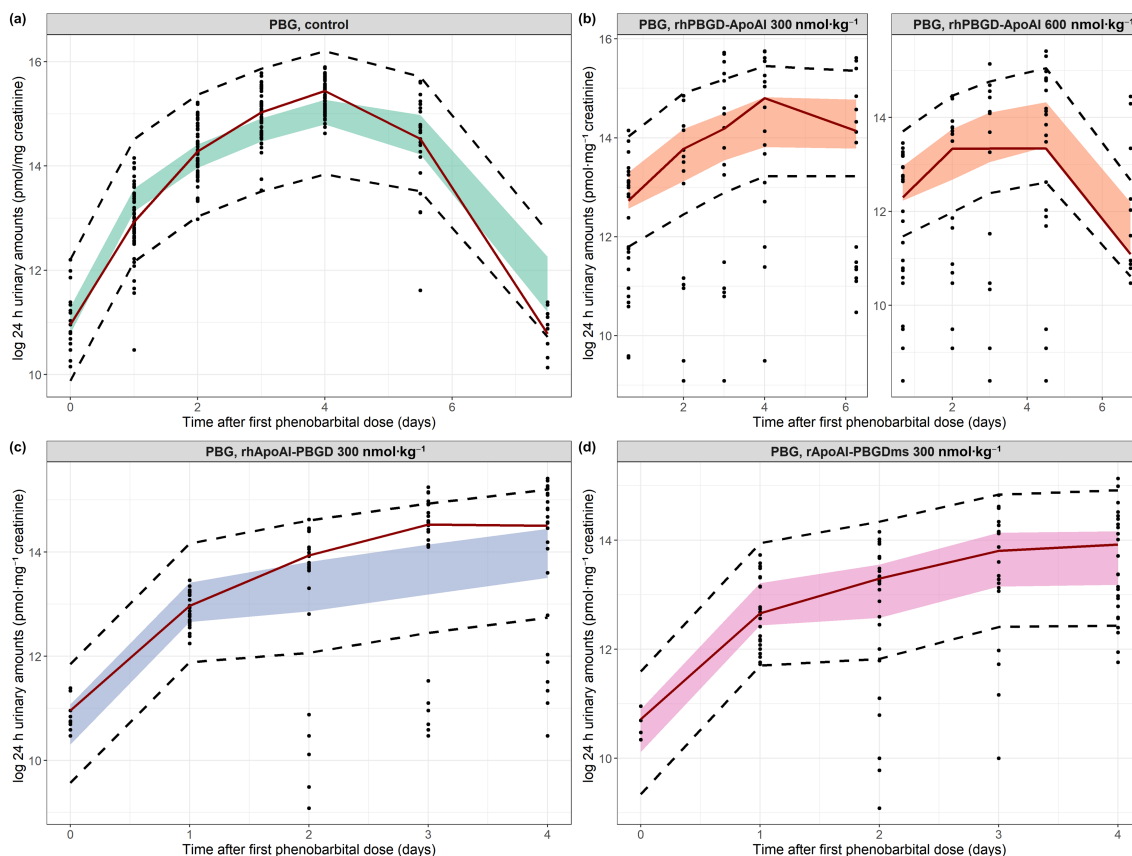 (a)
PBG, control
log 24 h urinary amounts (pmol/mg creatinine)
16
14
12
10
0
2
4
6
Time after first phenobarbital dose (days)
(b)
PBG, rhPBGD-ApoAI 300 nmol·kg⁻¹
PBG, rhPBGD-ApoAI 600 nmol·kg⁻¹
log 24 h urinary amounts (pmol·mg⁻¹ creatinine)
16
14
12
10
2
4
6
14
12
10
2
4
6
Time after first phenobarbital dose (days)
(c)
PBG, rhApoAI-PBGD 300 nmol·kg⁻¹
log 24 h urinary amounts (pmol·mg⁻¹ creatinine)
14
12
10
0
1
2
3
4
Time after first phenobarbital dose (days)
(d)
PBG, rApoAI-PBGDms 300 nmol·kg⁻¹
log 24 h urinary amounts (pmol·mg⁻¹ creatinine)
14
12
10
0
1
2
3
4
Time after first phenobarbital dose (days)